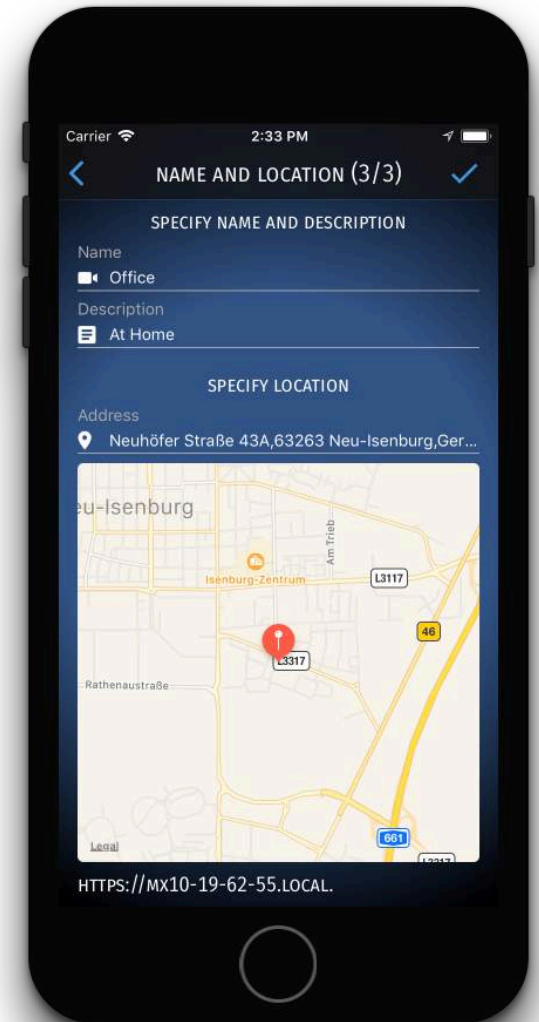 Carrier 2:33 PM
NAME AND LOCATION (3/3)
SPECIFY NAME AND DESCRIPTION
Name
Office
Description
At Home
SPECIFY LOCATION
Address
Neuhöfer Straße 43A,63263 Neu-Isenburg,Ger...
eu-Isenburg
Am Trieb
Isenburg-Zentrum
L3117
46
L3317
Rathenaustraße
661
Legal
HTTPS://MX10-19-62-55.LOCAL.